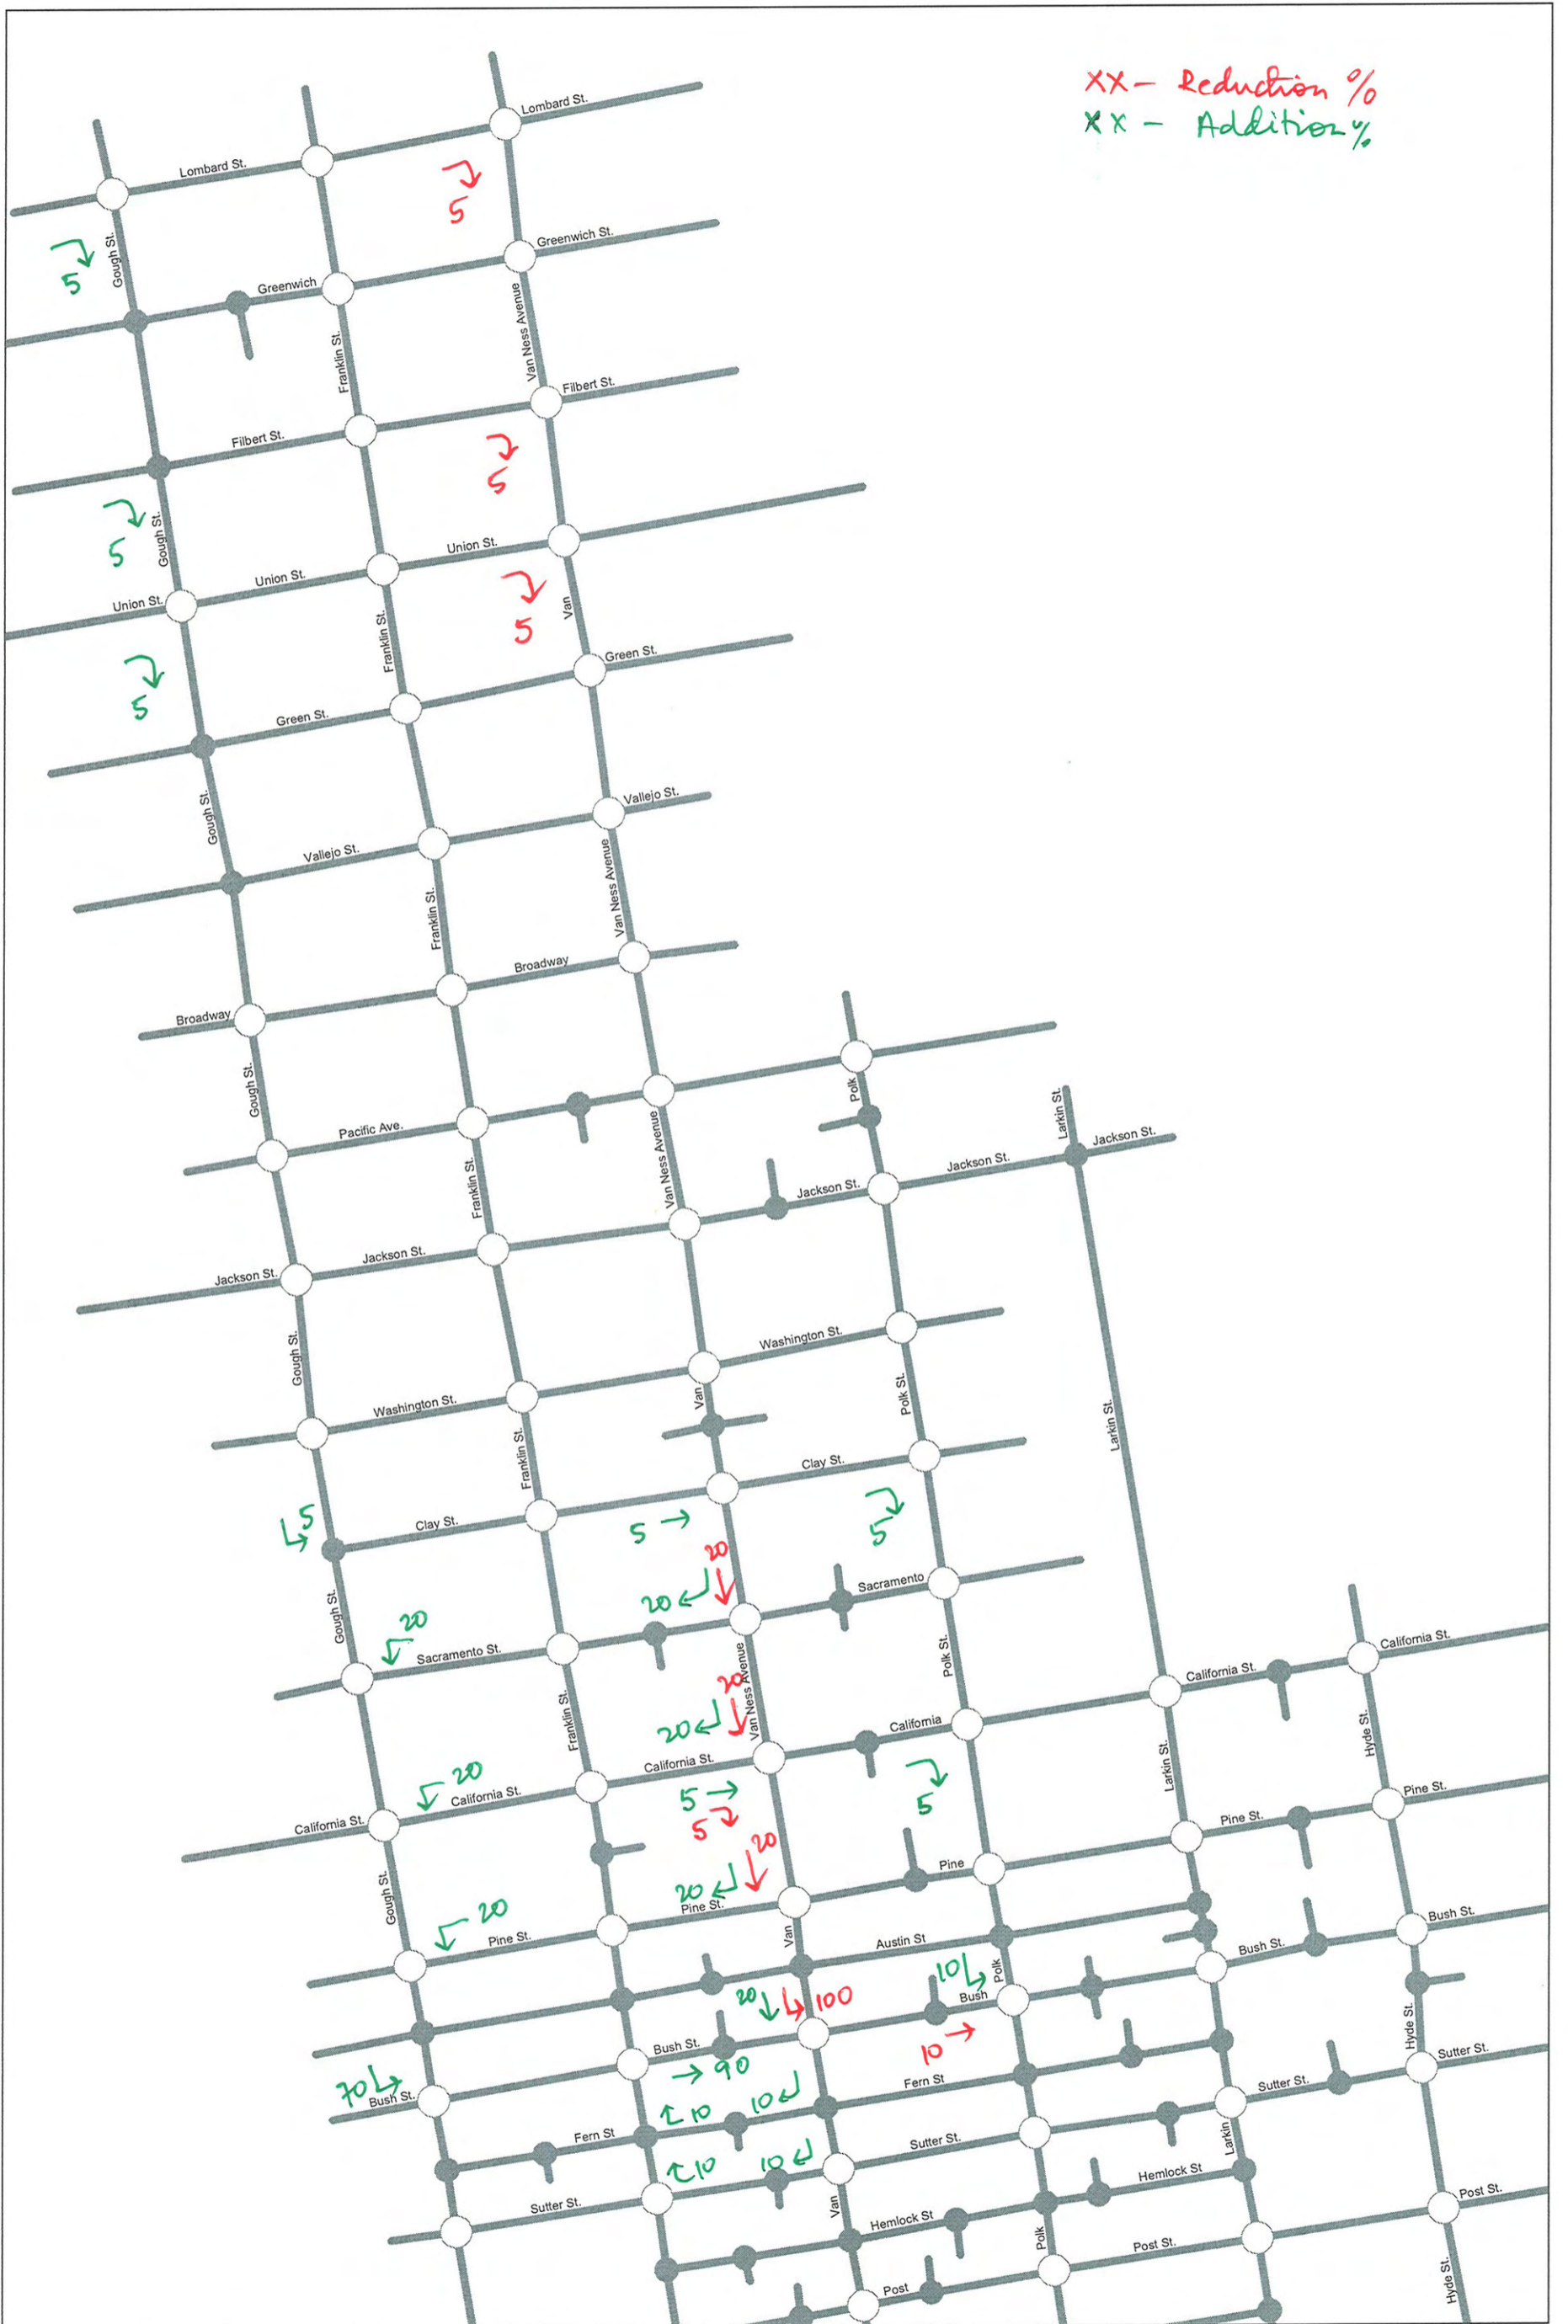 XX - Reduction %
XX - Addition %
Lombard St.
Lombard St.
5
Greenwich St.
Gough St.
5
Greenwich
Van Ness Avenue
Franklin St.
Filbert St.
Filbert St.
5
Gough St.
5
Union St.
Union St.
Union St.
5
Van
Franklin St.
Green St.
5
Green St.
Gough St.
Vallejo St.
Vallejo St.
Van Ness Avenue
Franklin St.
Broadway
Broadway
Gough St.
Polk
Larkin St.
Pacific Ave.
Van Ness Avenue
Jackson St.
Jackson St.
Franklin St.
Jackson St.
Jackson St.
Jackson St.
Gough St.
Washington St.
Van
Polk St.
Washington St.
Larkin St.
Franklin St.
Clay St.
5
Clay St.
5
5
20
20
Sacramento
Gough St.
20
Sacramento St.
Polk St.
California St.
California St.
20
Van Ness Avenue
Franklin St.
20
California
Hyde St.
California St.
20
California St.
California St.
5
5
5
Larkin St.
Pine St.
Pine St.
20
20
Pine
Gough St.
20
Pine St.
Pine St.
Van
Austin St
Bush St.
Bush St.
10
Polk
20
100
Bush
10
Hyde St.
Bush St.
90
70
Bush St.
Fern St
10
10
Fern St
Sutter St.
Sutter St.
Sutter St.
Larkin
10
10
Hemlock St
Sutter St.
Van
Hemlock St
Post St.
Polk
Post St.
Post
Hyde St.